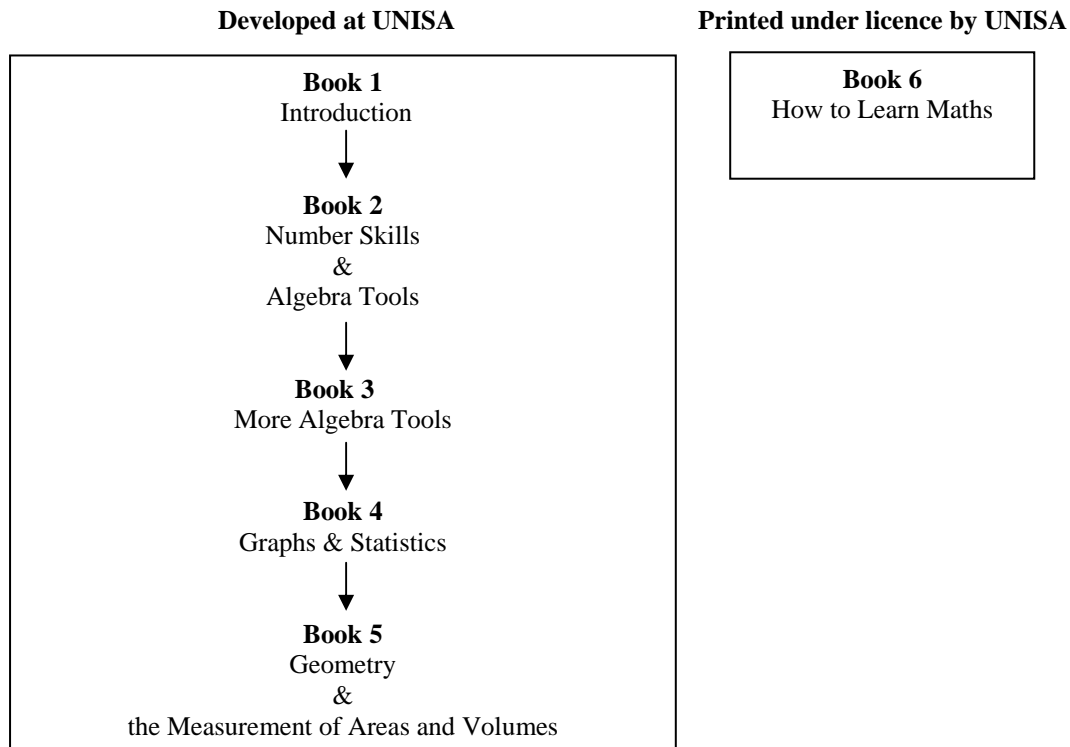 Developed at UNISA
Printed under licence by UNISA
Book 1
Introduction
Book 2
Number Skills
&
Algebra Tools
Book 3
More Algebra Tools
Book 4
Graphs & Statistics
Book 5
Geometry
&
the Measurement of Areas and Volumes
Book 6
How to Learn Maths